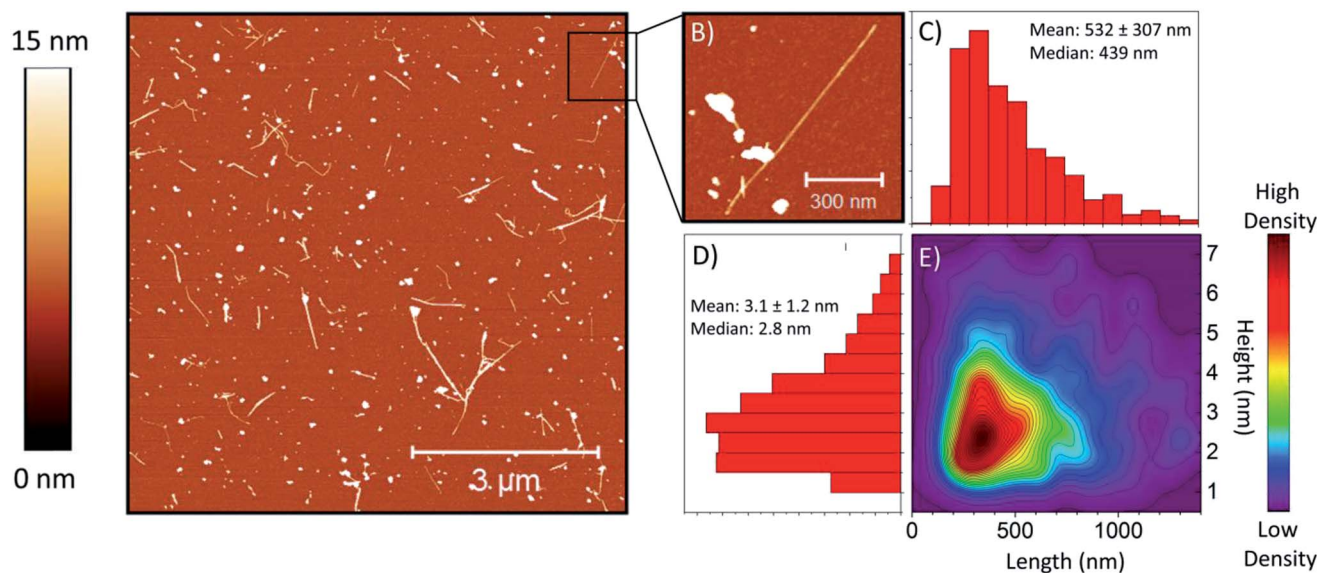 15 nm
0 nm
3 µm
B)
300 nm
C)
Mean: 532 ± 307 nm
Median: 439 nm
D)
Mean: 3.1 ± 1.2 nm
Median: 2.8 nm
E)
7
6
5
4
3
2
1
Height (nm)
0 500 1000
Length (nm)
High
Density
Low
Density